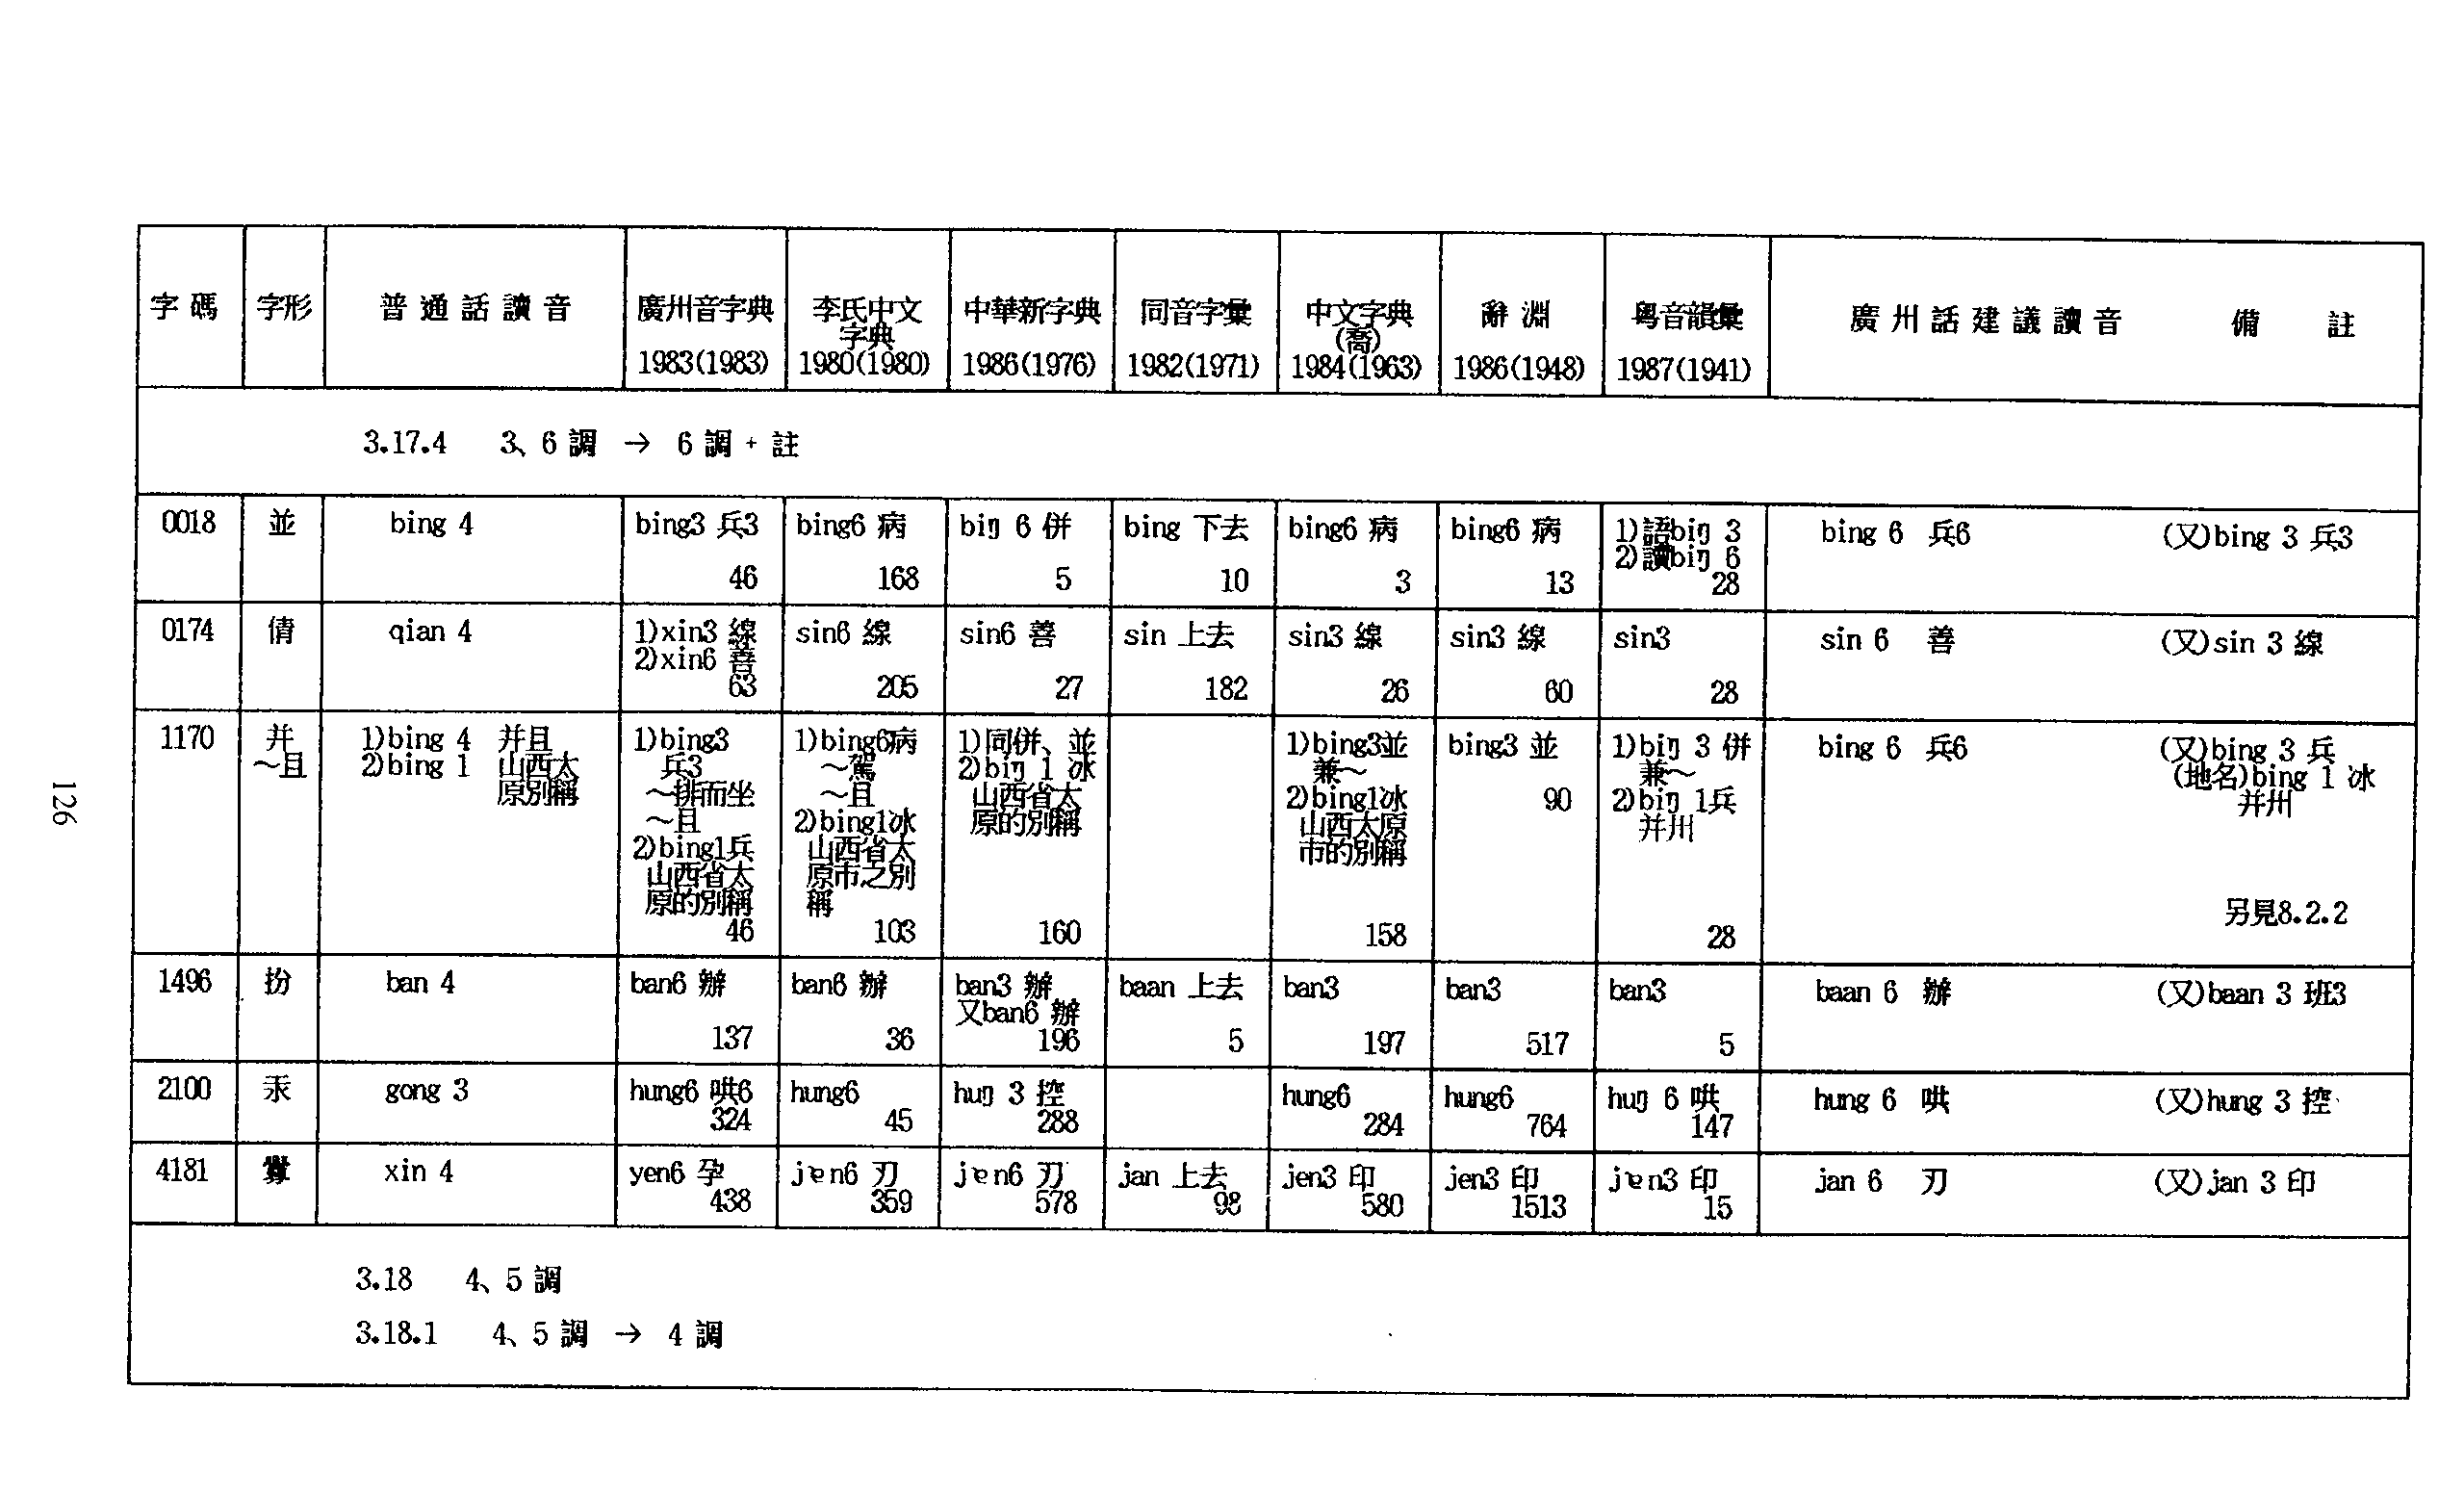 字碼 字形 普通話讀音 廣州音字典 李氏中文 中華新字典 同音字彙 中文字典 辭淵 粵音韻彙 廣州話建議讀音 備註
字典 (喬)
1983(1983) 1980(1980) 1986(1976) 1982(1971) 1984(1963) 1986(1948) 1987(1941)
3.17.4 3、6調 → 6調+註
0018 並 bing 4 bing3 兵3 bing6 病 biŋ 6 併 bing 下去 bing6 病 bing6 病 1)語biŋ 3 bing 6 兵6 (又)bing 3 兵3
2)讀biŋ 6
46 168 5 10 3 13 28
0174 倩 qian 4 1)xin3 線 sin6 線 sin6 善 sin 上去 sin3 線 sin3 線 sin3 sin 6 善 (又)sin 3 線
2)xin6 善
63 205 27 182 26 60 28
1170 并 1)bing 4 并且 1)bing3 1)bing6病 1)同併、並 1)bing3並 bing3 並 1)biŋ 3 併 bing 6 兵6 (又)bing 3 兵
~且 2)bing 1 山西太 兵3 ~駕 2)biŋ 1 冰 兼~ 兼~ (地名)bing 1 冰
原別稱 ~排而坐 ~且 山西省太 2)bing1冰 90 2)biŋ 1兵 并州
~且 2)bing1冰 原的別稱 山西太原 并州
2)bing1兵 山西省太 市的別稱
山西省太 原市之別
原的別稱 稱 另見8.2.2
46 103 160 158 28
1496 扮 ban 4 ban6 辦 ban6 辦 ban3 辦 baan 上去 ban3 ban3 ban3 baan 6 辦 (又)baan 3 班3
又ban6 辦
137 36 196 5 197 517 5
2100 汞 gong 3 hung6 哄6 hung6 huŋ 3 控 hung6 hung6 huŋ 6 哄 hung 6 哄 (又)hung 3 控
324 45 288 284 764 147
4181 釁 xin 4 yen6 孕 jɐn6 刃 jɐn6 刃 jan 上去 jen3 印 jen3 印 jɐn3 印 jan 6 刃 (又)jan 3 印
438 359 578 98 580 1513 15
3.18 4、5調
3.18.1 4、5調 → 4調
126